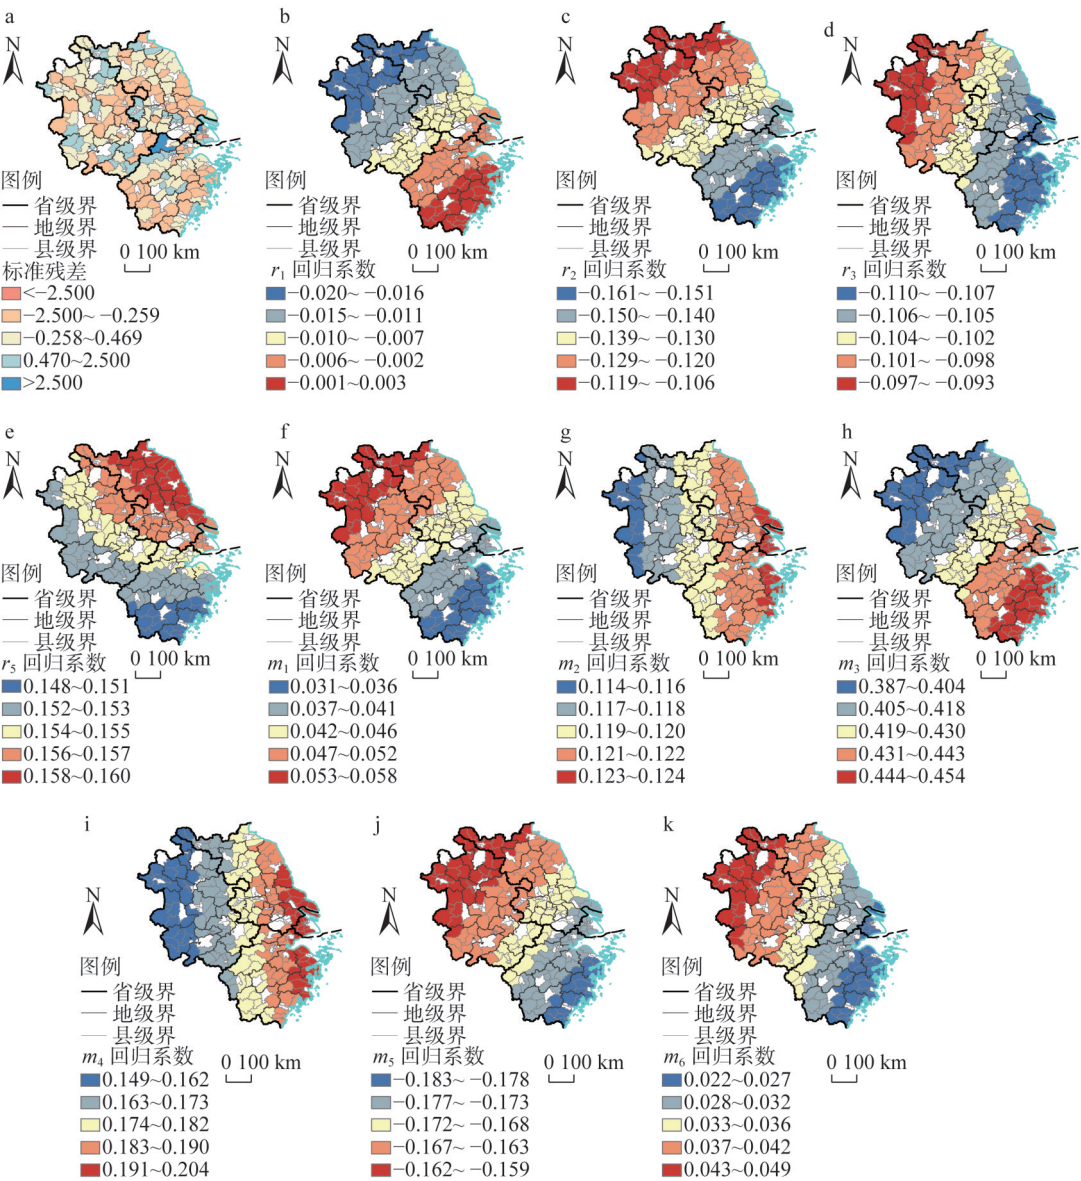 a
N
图例
省级界
地级界
县级界
0 100 km
标准残差
<−2.500
−2.500~ −0.259
−0.258~0.469
0.470~2.500
>2.500
b
N
图例
省级界
地级界
县级界
0 100 km
r1 回归系数
−0.020~ −0.016
−0.015~ −0.011
−0.010~ −0.007
−0.006~ −0.002
−0.001~0.003
c
N
图例
省级界
地级界
县级界
0 100 km
r2 回归系数
−0.161~ −0.151
−0.150~ −0.140
−0.139~ −0.130
−0.129~ −0.120
−0.119~ −0.106
d
N
图例
省级界
地级界
县级界
0 100 km
r3 回归系数
−0.110~ −0.107
−0.106~ −0.105
−0.104~ −0.102
−0.101~ −0.098
−0.097~ −0.093
e
N
图例
省级界
地级界
县级界
0 100 km
r5 回归系数
0.148~0.151
0.152~0.153
0.154~0.155
0.156~0.157
0.158~0.160
f
N
图例
省级界
地级界
县级界
0 100 km
m1 回归系数
0.031~0.036
0.037~0.041
0.042~0.046
0.047~0.052
0.053~0.058
g
N
图例
省级界
地级界
县级界
0 100 km
m2 回归系数
0.114~0.116
0.117~0.118
0.119~0.120
0.121~0.122
0.123~0.124
h
N
图例
省级界
地级界
县级界
0 100 km
m3 回归系数
0.387~0.404
0.405~0.418
0.419~0.430
0.431~0.443
0.444~0.454
i
N
图例
省级界
地级界
县级界
0 100 km
m4 回归系数
0.149~0.162
0.163~0.173
0.174~0.182
0.183~0.190
0.191~0.204
j
N
图例
省级界
地级界
县级界
0 100 km
m5 回归系数
−0.183~ −0.178
−0.177~ −0.173
−0.172~ −0.168
−0.167~ −0.163
−0.162~ −0.159
k
N
图例
省级界
地级界
县级界
0 100 km
m6 回归系数
0.022~0.027
0.028~0.032
0.033~0.036
0.037~0.042
0.043~0.049